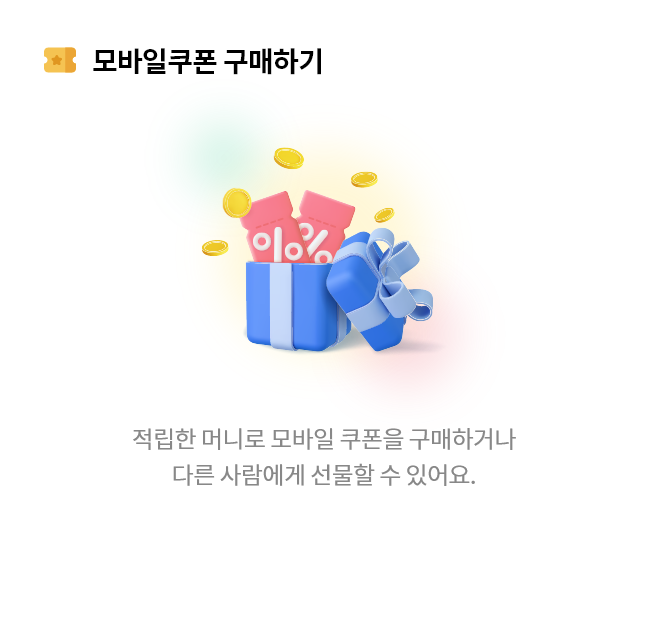 모바일쿠폰 구매하기
%
%
적립한 머니로 모바일 쿠폰을 구매하거나
다른 사람에게 선물할 수 있어요.